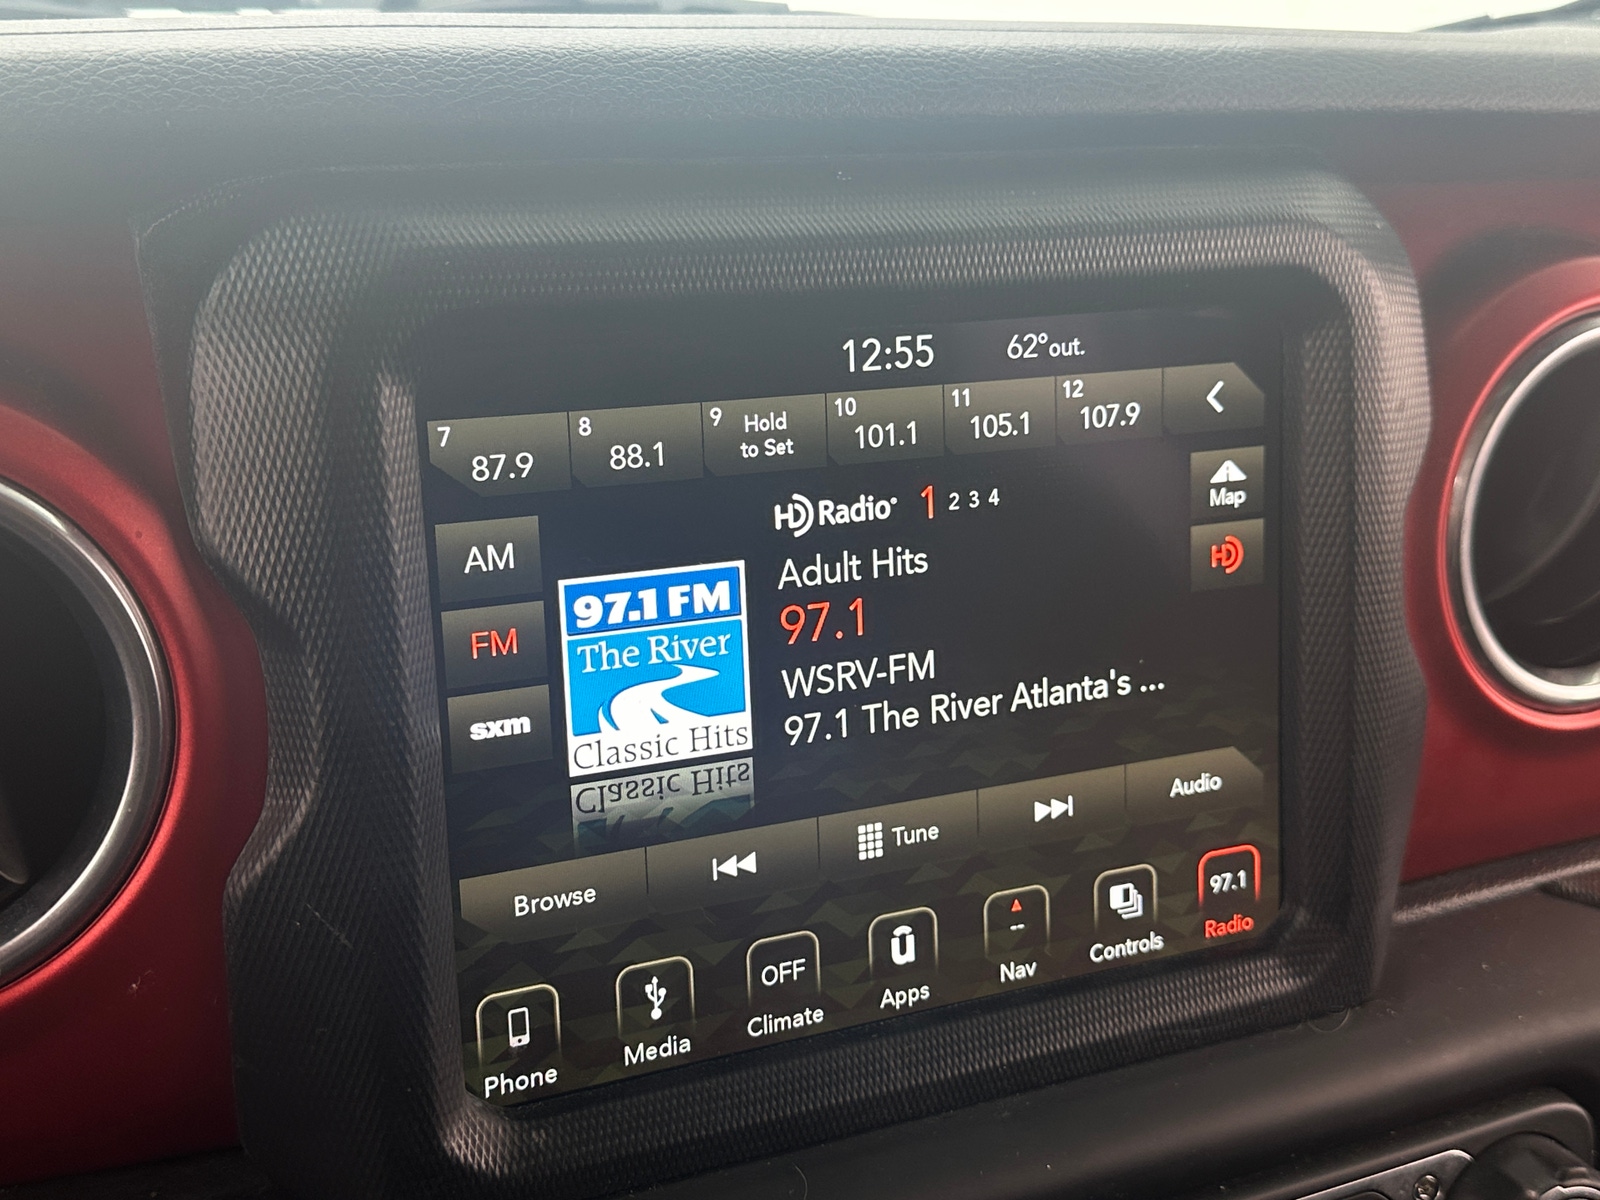 12:55 62°out.
7 87.9
8 88.1
9 Hold to Set
10 101.1
11 105.1
12 107.9
HD Radio 1 2 3 4
Map
AM
Adult Hits
HD
97.1 FM
97.1
FM
The River
WSRV-FM
sxm
97.1 The River Atlanta's ...
Classic Hits
Classic Hits
Browse
Tune
Audio
Phone
Media
OFF
Climate
Apps
--
Nav
Controls
97.1
Radio